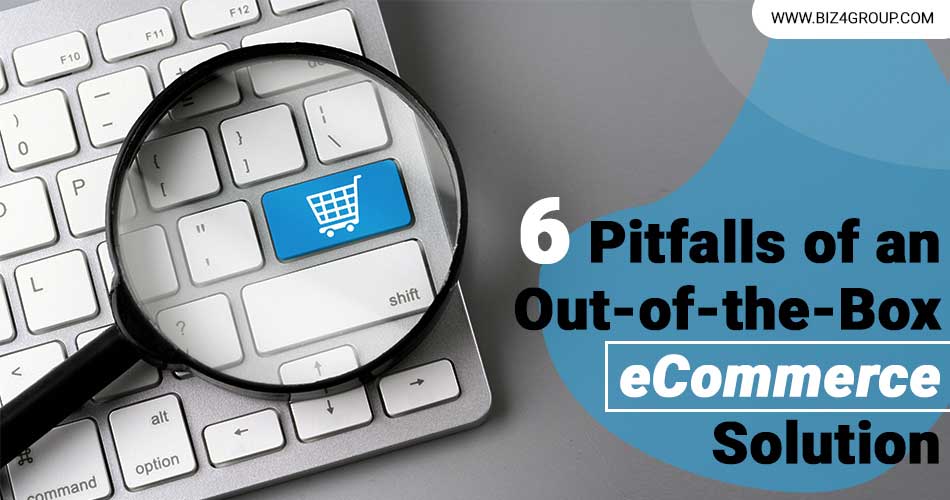 WWW.BIZ4GROUP.COM
6 Pitfalls of an
Out-of-the-Box
eCommerce
Solution
F10
F11
F12
)
0
—
-
{
[
}
]
|
\
P
:
;
"
'
L
shift
<
?
alt
option
command
←
↑
↓
→